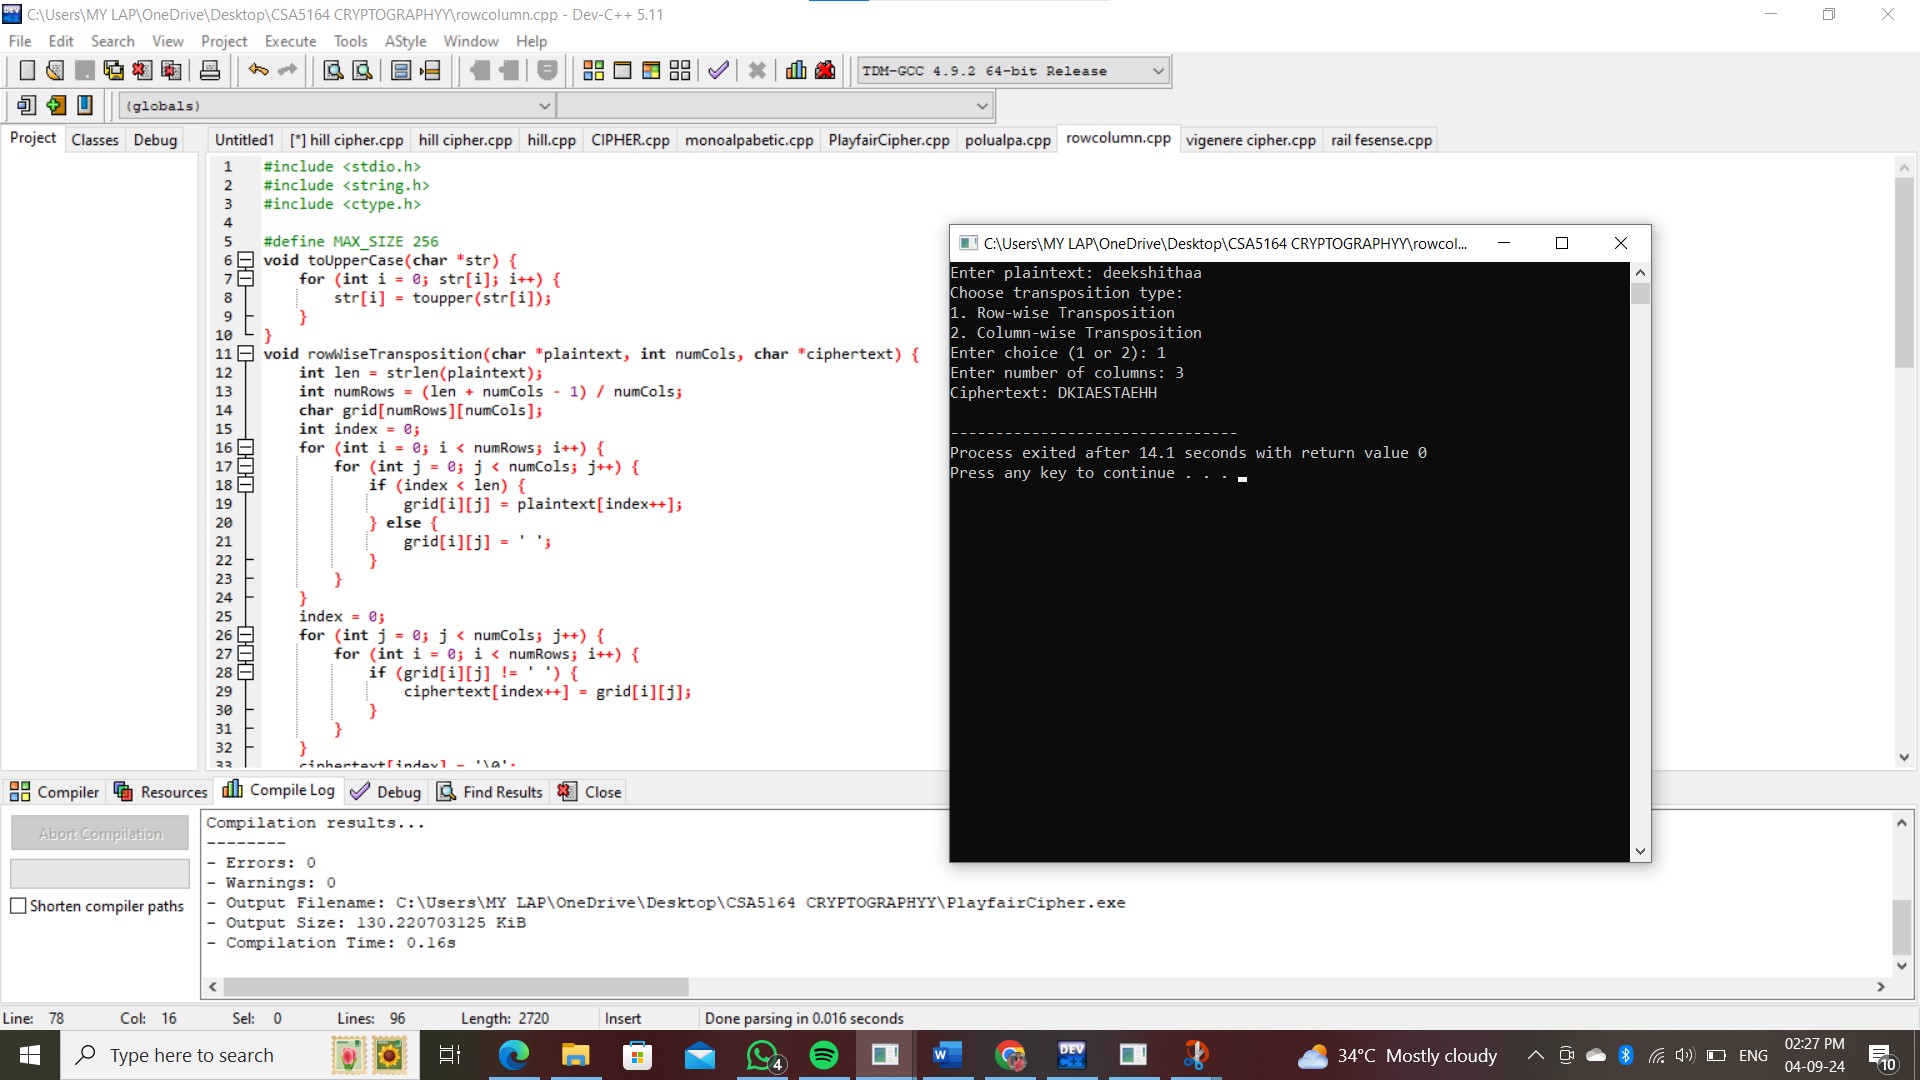 C:\Users\MY LAP\OneDrive\Desktop\CSA5164 CRYPTOGRAPHYY\rowcolumn.cpp - Dev-C++ 5.11
File Edit Search View Project Execute Tools AStyle Window Help
TDM-GCC 4.9.2 64-bit Release
(globals)
Project Classes Debug
Untitled1 [*] hill cipher.cpp hill cipher.cpp hill.cpp CIPHER.cpp monoalpabetic.cpp PlayfairCipher.cpp polualpa.cpp rowcolumn.cpp vigenere cipher.cpp rail fesense.cpp
1 #include <stdio.h>
2 #include <string.h>
3 #include <ctype.h>
4
5 #define MAX_SIZE 256
6 void toUpperCase(char *str) {
7 for (int i = 0; str[i]; i++) {
8 str[i] = toupper(str[i]);
9 }
10 }
11 void rowWiseTransposition(char *plaintext, int numCols, char *ciphertext) {
12 int len = strlen(plaintext);
13 int numRows = (len + numCols - 1) / numCols;
14 char grid[numRows][numCols];
15 int index = 0;
16 for (int i = 0; i < numRows; i++) {
17 for (int j = 0; j < numCols; j++) {
18 if (index < len) {
19 grid[i][j] = plaintext[index++];
20 } else {
21 grid[i][j] = ' ';
22 }
23 }
24 }
25 index = 0;
26 for (int j = 0; j < numCols; j++) {
27 for (int i = 0; i < numRows; i++) {
28 if (grid[i][j] != ' ') {
29 ciphertext[index++] = grid[i][j];
30 }
31 }
32 }
33 ciphertext[index] = '\0';
C:\Users\MY LAP\OneDrive\Desktop\CSA5164 CRYPTOGRAPHYY\rowcol...
Enter plaintext: deekshithaa
Choose transposition type:
1. Row-wise Transposition
2. Column-wise Transposition
Enter choice (1 or 2): 1
Enter number of columns: 3
Ciphertext: DKIAESTAEHH
--------------------------------
Process exited after 14.1 seconds with return value 0
Press any key to continue . . .
Compiler Resources Compile Log Debug Find Results Close
Abort Compilation
Shorten compiler paths
Compilation results...
--------
- Errors: 0
- Warnings: 0
- Output Filename: C:\Users\MY LAP\OneDrive\Desktop\CSA5164 CRYPTOGRAPHYY\PlayfairCipher.exe
- Output Size: 130.220703125 KiB
- Compilation Time: 0.16s
Line: 78 Col: 16 Sel: 0 Lines: 96 Length: 2720 Insert Done parsing in 0.016 seconds
Type here to search
4
W
DEV
34°C Mostly cloudy
ENG
02:27 PM
04-09-24
10